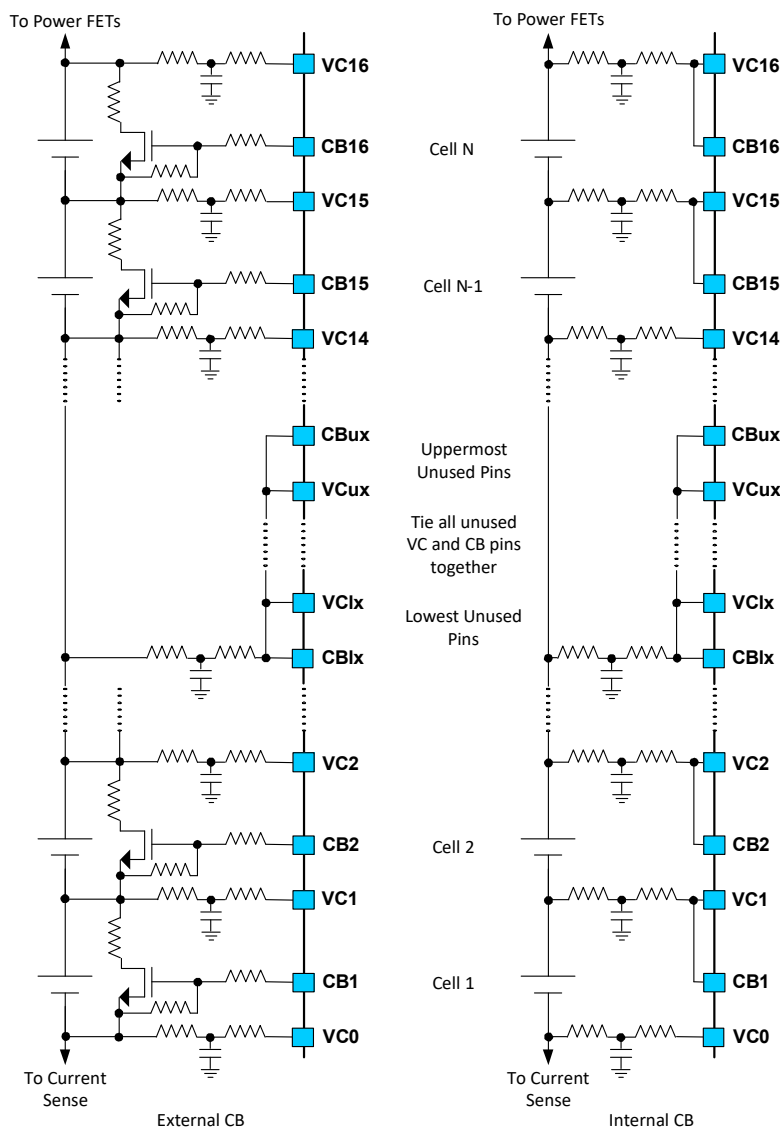 To Power FETs
VC16
CB16
VC15
CB15
VC14
CBux
VCux
VClx
CBlx
VC2
CB2
VC1
CB1
VC0
To Current
Sense
External CB
Cell N
Cell N-1
Uppermost
Unused Pins
Tie all unused
VC and CB pins
together
Lowest Unused
Pins
Cell 2
Cell 1
To Power FETs
VC16
CB16
VC15
CB15
VC14
CBux
VCux
VClx
CBlx
VC2
CB2
VC1
CB1
VC0
To Current
Sense
Internal CB